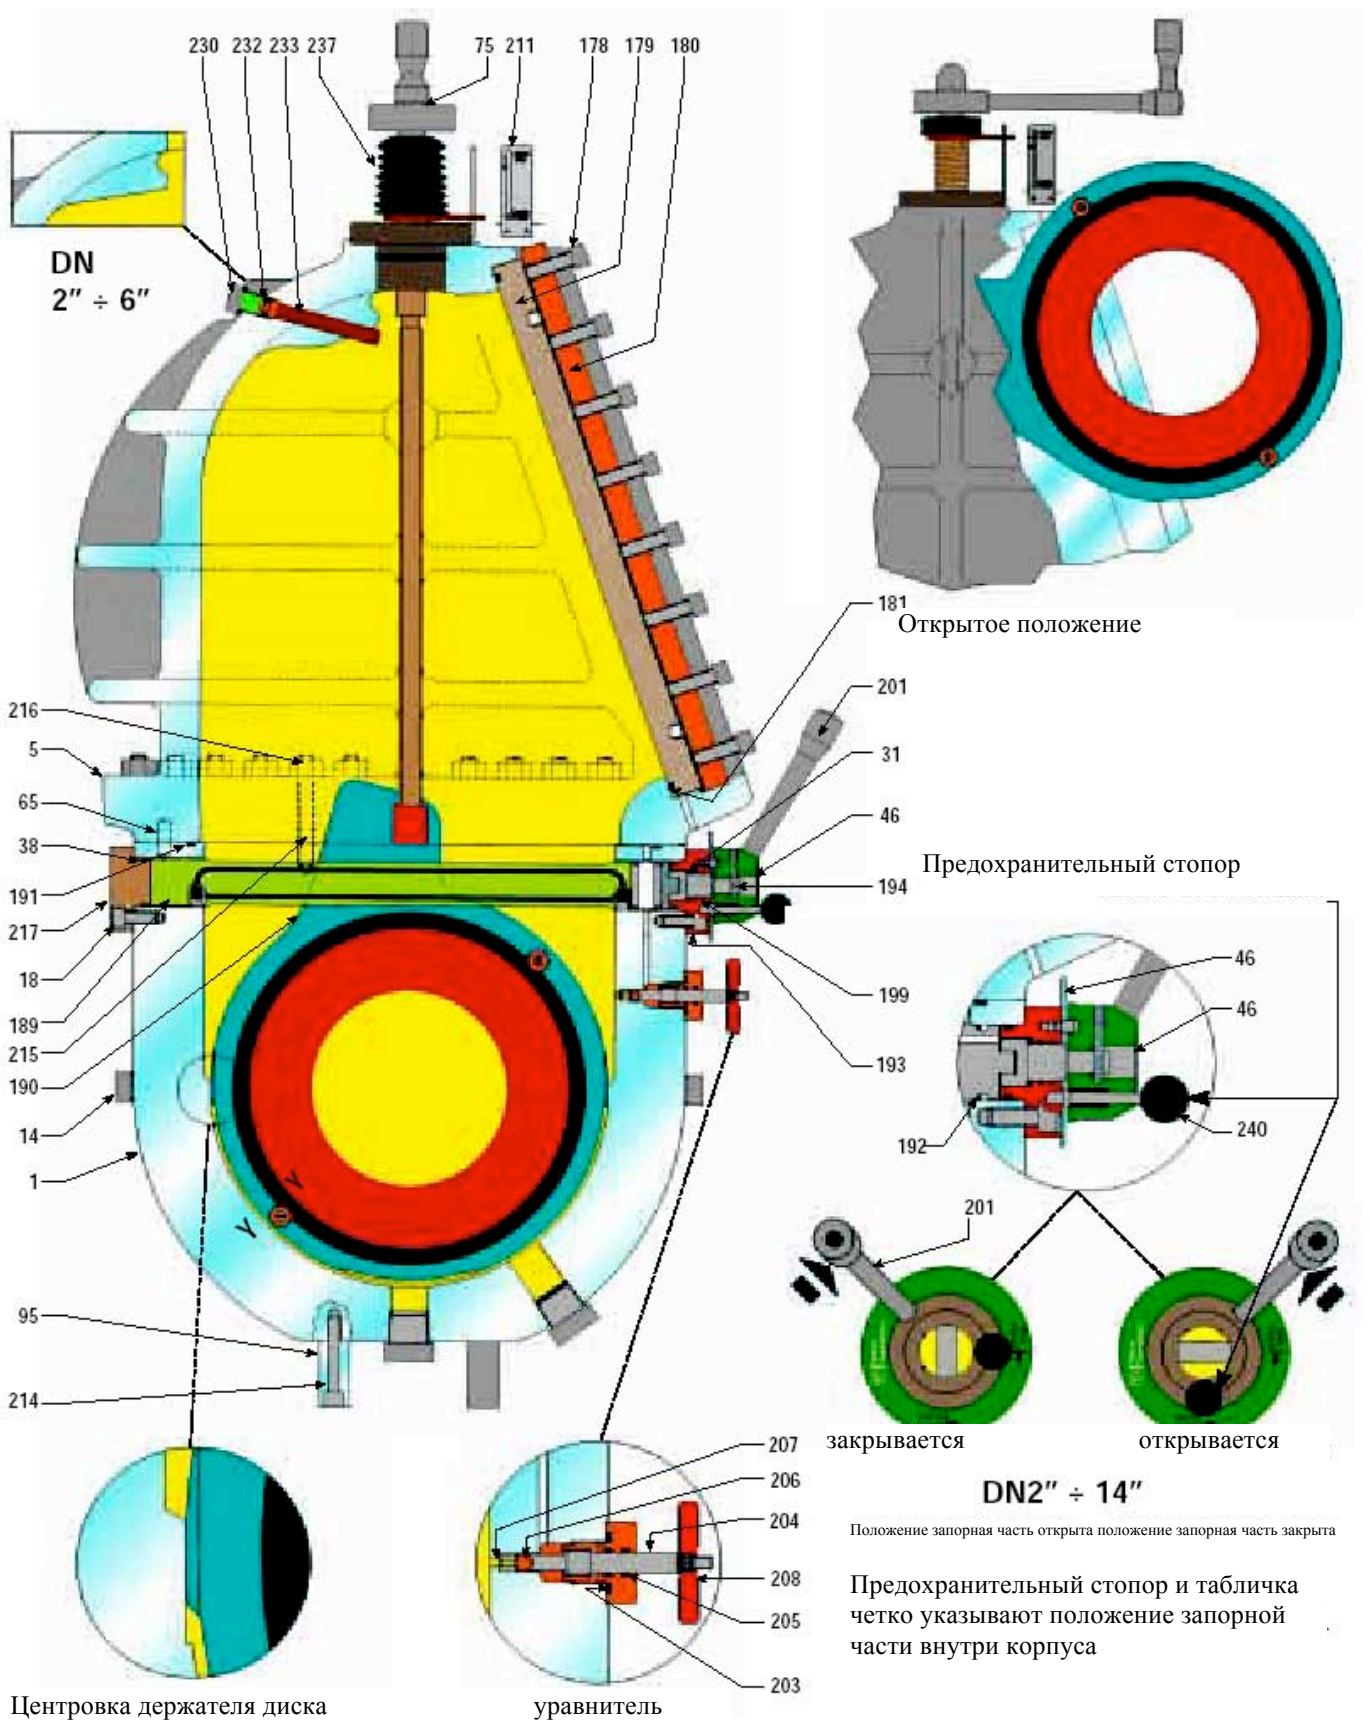 230 232 233 237 75 211 178 179 180
DN
2″ ÷ 6″
181
Открытое положение
201
216
5
31
65
46
38
Предохранительный стопор
191
194
217
18
46
199
189
46
215
193
190
14
192
240
1
201
95
214
закрывается открывается
207
206
DN2″ ÷ 14″
204
Положение запорная часть открыта положение запорная часть закрыта
208
Предохранительный стопор и табличка
205
четко указывают положение запорной
части внутри корпуса
203
Центровка держателя диска
уравнитель
Y Y